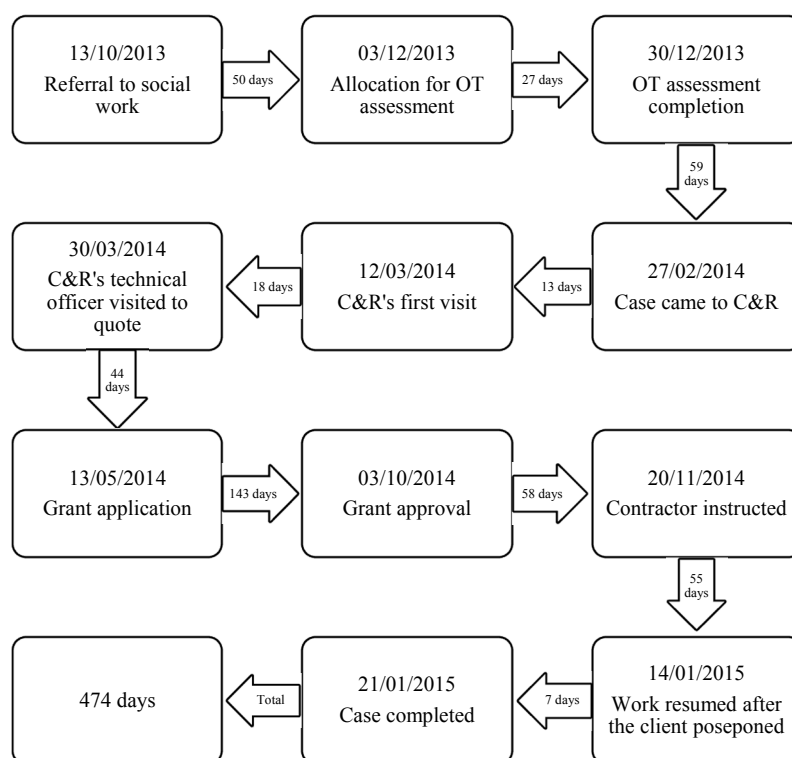 13/10/2013
Referral to social
work
50 days
03/12/2013
Allocation for OT
assessment
27 days
30/12/2013
OT assessment
completion
59
days
27/02/2014
Case came to C&R
13 days
12/03/2014
C&R's first visit
18 days
30/03/2014
C&R's technical
officer visited to
quote
44
days
13/05/2014
Grant application
143 days
03/10/2014
Grant approval
58 days
20/11/2014
Contractor instructed
55
days
14/01/2015
Work resumed after
the client poseponed
7 days
21/01/2015
Case completed
Total
474 days